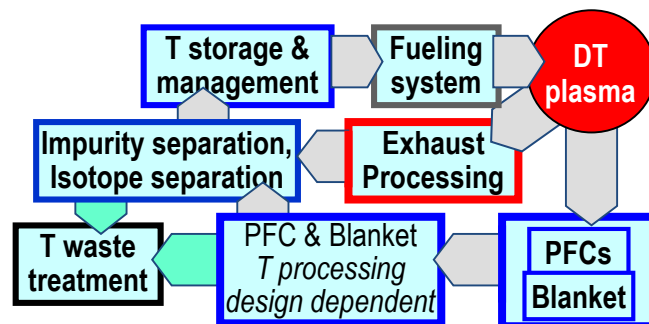 T storage &
management
Fueling
system
DT
plasma
Impurity separation,
Isotope separation
Exhaust
Processing
T waste
treatment
PFC & Blanket
T processing
design dependent
PFCs
Blanket